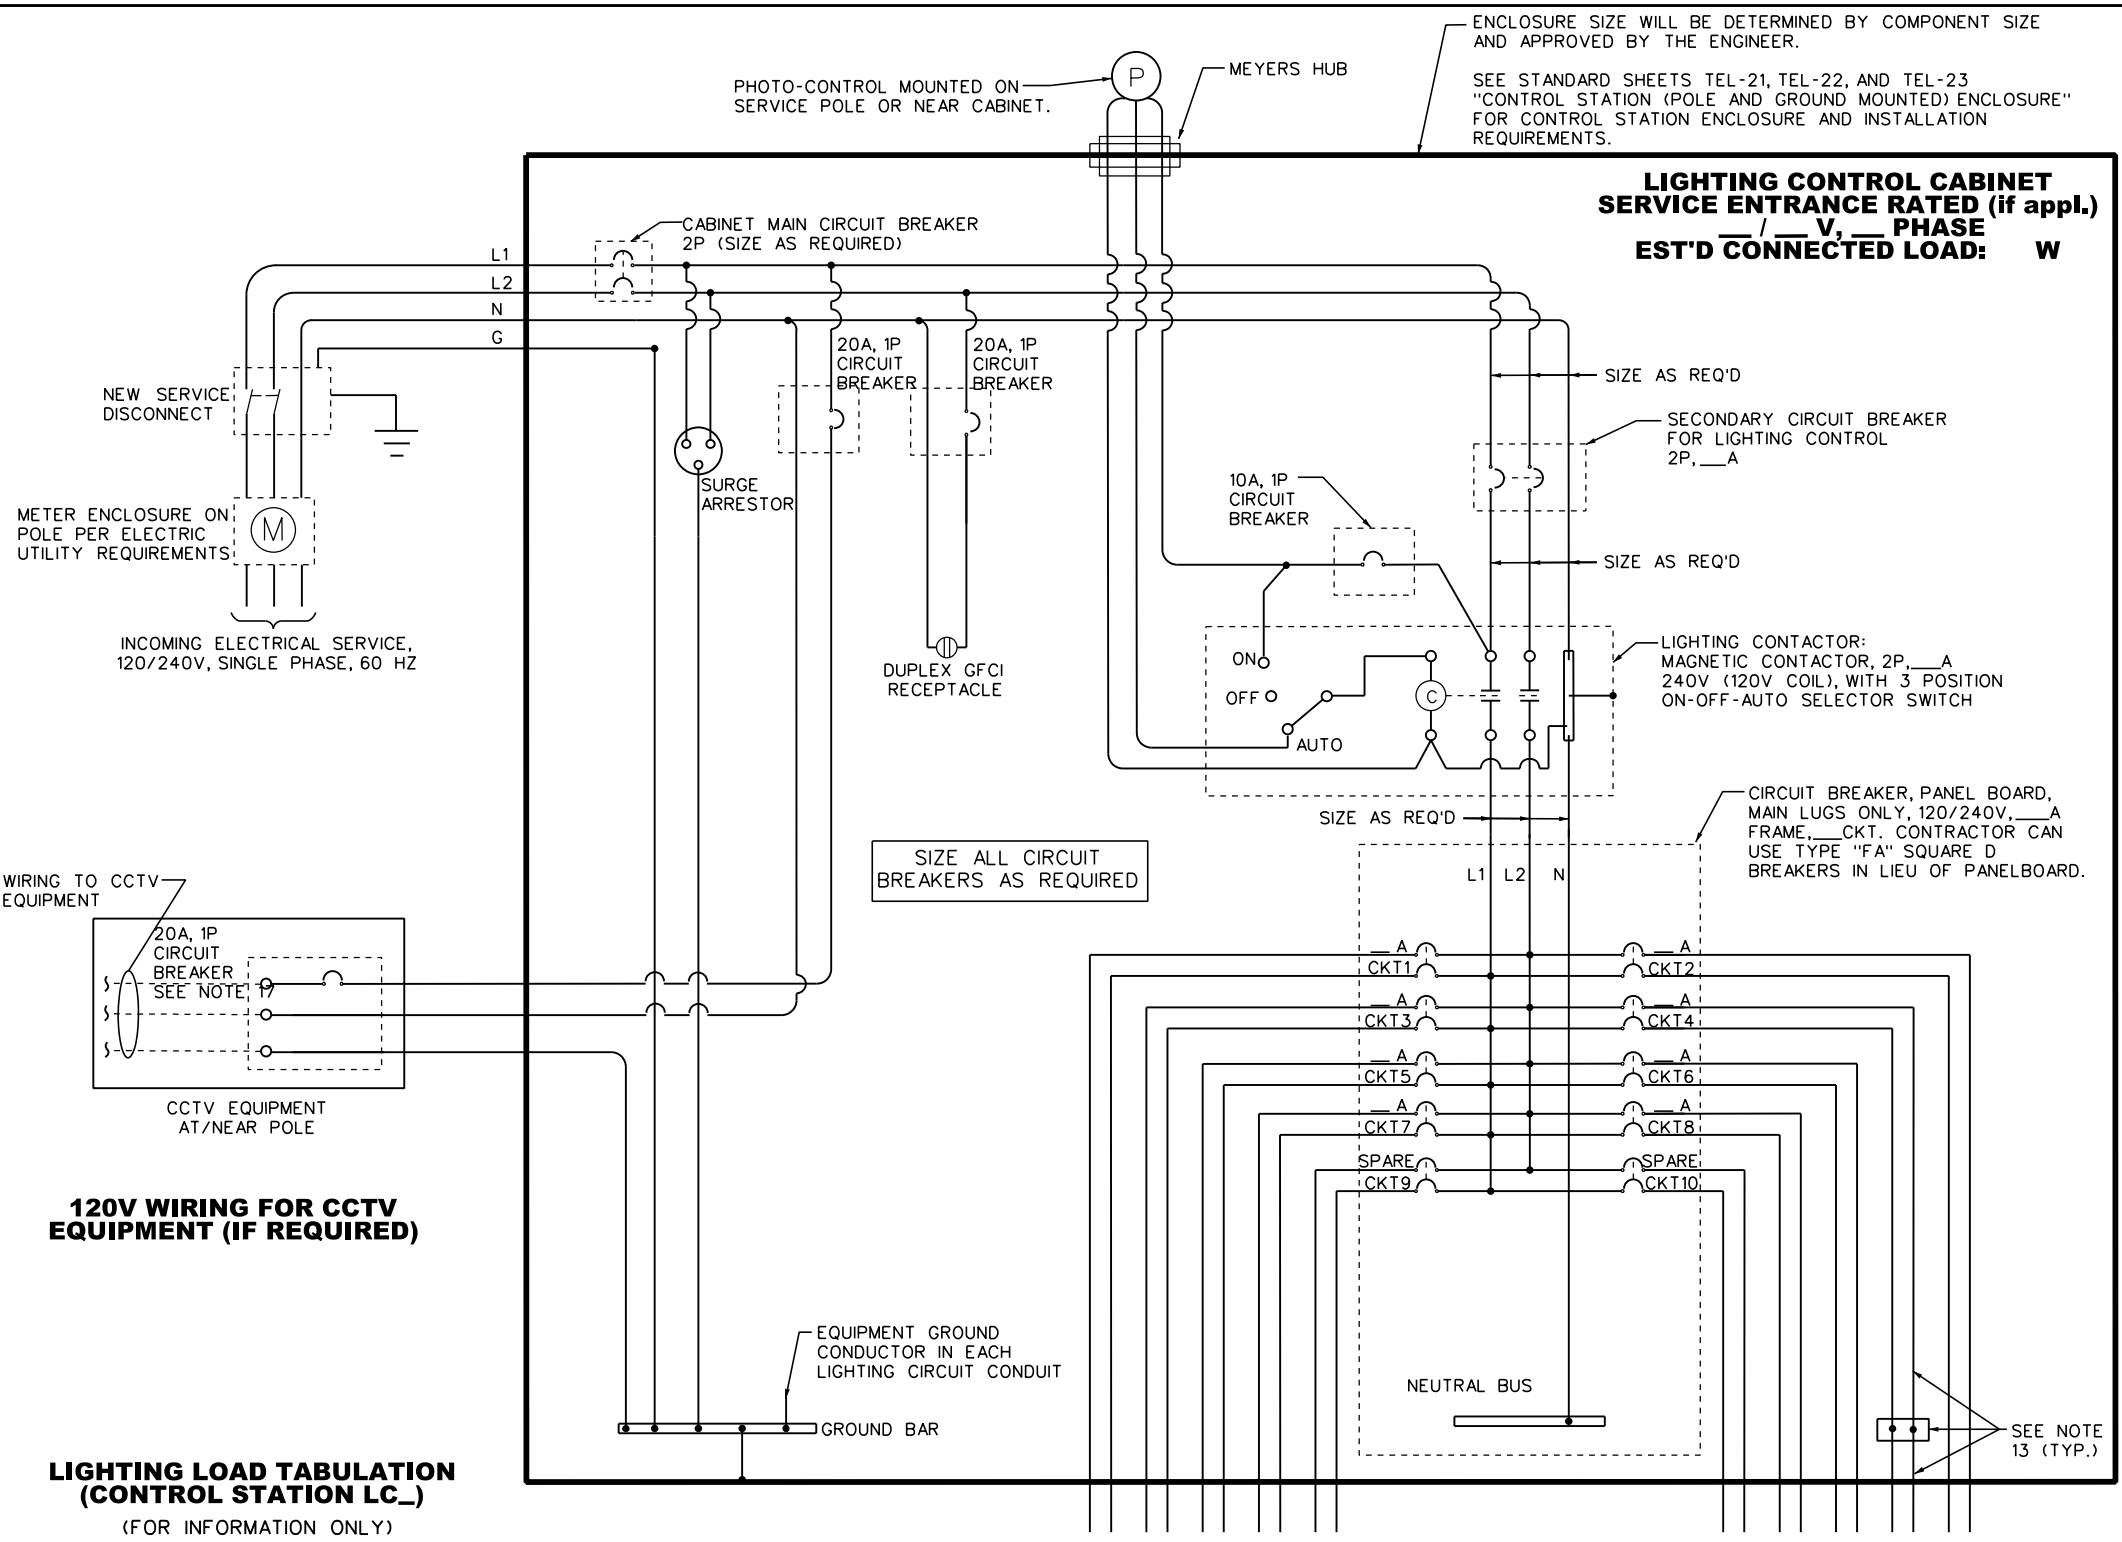 ENCLOSURE SIZE WILL BE DETERMINED BY COMPONENT SIZE
AND APPROVED BY THE ENGINEER.
SEE STANDARD SHEETS TEL-21, TEL-22, AND TEL-23
"CONTROL STATION (POLE AND GROUND MOUNTED) ENCLOSURE"
FOR CONTROL STATION ENCLOSURE AND INSTALLATION
REQUIREMENTS.
P
MEYERS HUB
PHOTO-CONTROL MOUNTED ON
SERVICE POLE OR NEAR CABINET.
LIGHTING CONTROL CABINET
SERVICE ENTRANCE RATED (if appl.)
__ / __ V, __ PHASE
EST'D CONNECTED LOAD: W
CABINET MAIN CIRCUIT BREAKER
2P (SIZE AS REQUIRED)
L1
L2
N
G
20A, 1P
CIRCUIT
BREAKER
20A, 1P
CIRCUIT
BREAKER
SIZE AS REQ'D
NEW SERVICE
DISCONNECT
SECONDARY CIRCUIT BREAKER
FOR LIGHTING CONTROL
2P, __A
SURGE
ARRESTOR
10A, 1P
CIRCUIT
BREAKER
METER ENCLOSURE ON
POLE PER ELECTRIC
UTILITY REQUIREMENTS
M
SIZE AS REQ'D
INCOMING ELECTRICAL SERVICE,
120/240V, SINGLE PHASE, 60 HZ
DUPLEX GFCI
RECEPTACLE
ON
OFF
AUTO
C
LIGHTING CONTACTOR:
MAGNETIC CONTACTOR, 2P, __A
240V (120V COIL), WITH 3 POSITION
ON-OFF-AUTO SELECTOR SWITCH
SIZE AS REQ'D
CIRCUIT BREAKER, PANEL BOARD,
MAIN LUGS ONLY, 120/240V, __A
FRAME, __CKT. CONTRACTOR CAN
USE TYPE "FA" SQUARE D
BREAKERS IN LIEU OF PANELBOARD.
SIZE ALL CIRCUIT
BREAKERS AS REQUIRED
L1 L2 N
WIRING TO CCTV
EQUIPMENT
20A, 1P
CIRCUIT
BREAKER
SEE NOTE 17
CCTV EQUIPMENT
AT/NEAR POLE
__ A __ A
CKT1 CKT2
__ A __ A
CKT3 CKT4
__ A __ A
CKT5 CKT6
__ A __ A
CKT7 CKT8
SPARE SPARE
CKT9 CKT10
120V WIRING FOR CCTV
EQUIPMENT (IF REQUIRED)
EQUIPMENT GROUND
CONDUCTOR IN EACH
LIGHTING CIRCUIT CONDUIT
NEUTRAL BUS
GROUND BAR
SEE NOTE
13 (TYP.)
LIGHTING LOAD TABULATION
(CONTROL STATION LC_)
(FOR INFORMATION ONLY)